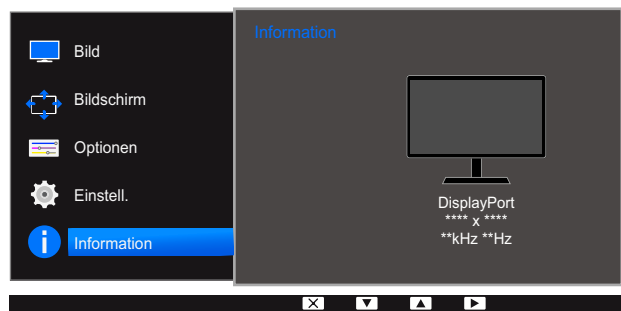 Bild
Bildschirm
Optionen
Einstell.
Information
Information
DisplayPort
**** x ****
**kHz **Hz